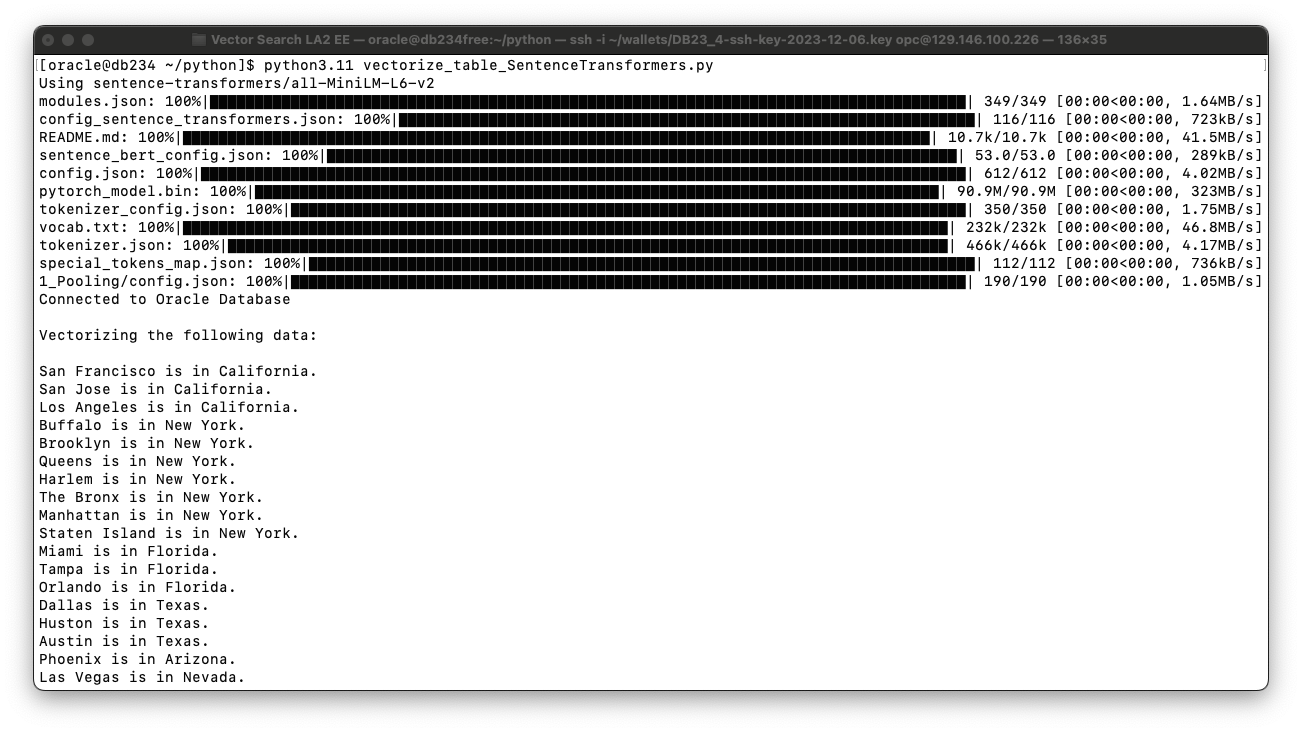 Vector Search LA2 EE — oracle@db234free:~/python — ssh -i ~/wallets/DB23_4-ssh-key-2023-12-06.key opc@129.146.100.226 — 136×35
[[oracle@db234 ~/python]$ python3.11 vectorize_table_SentenceTransformers.py ]
Using sentence-transformers/all-MiniLM-L6-v2
modules.json: 100%|| 349/349 [00:00<00:00, 1.64MB/s]
config_sentence_transformers.json: 100%|| 116/116 [00:00<00:00, 723kB/s]
README.md: 100%|| 10.7k/10.7k [00:00<00:00, 41.5MB/s]
sentence_bert_config.json: 100%|| 53.0/53.0 [00:00<00:00, 289kB/s]
config.json: 100%|| 612/612 [00:00<00:00, 4.02MB/s]
pytorch_model.bin: 100%|| 90.9M/90.9M [00:00<00:00, 323MB/s]
tokenizer_config.json: 100%|| 350/350 [00:00<00:00, 1.75MB/s]
vocab.txt: 100%|| 232k/232k [00:00<00:00, 46.8MB/s]
tokenizer.json: 100%|| 466k/466k [00:00<00:00, 4.17MB/s]
special_tokens_map.json: 100%|| 112/112 [00:00<00:00, 736kB/s]
1_Pooling/config.json: 100%|| 190/190 [00:00<00:00, 1.05MB/s]
Connected to Oracle Database
Vectorizing the following data:
San Francisco is in California.
San Jose is in California.
Los Angeles is in California.
Buffalo is in New York.
Brooklyn is in New York.
Queens is in New York.
Harlem is in New York.
The Bronx is in New York.
Manhattan is in New York.
Staten Island is in New York.
Miami is in Florida.
Tampa is in Florida.
Orlando is in Florida.
Dallas is in Texas.
Huston is in Texas.
Austin is in Texas.
Phoenix is in Arizona.
Las Vegas is in Nevada.